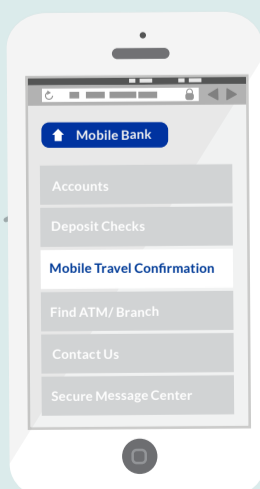 Mobile Bank
Accounts
Deposit Checks
Mobile Travel Confirmation
Find ATM/ Branch
Contact Us
Secure Message Center